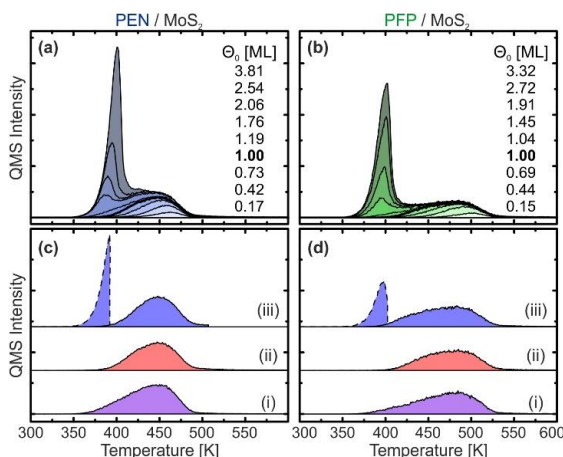 PEN / MoS₂
PFP / MoS₂
(a)
Θ₀ [ML]
3.81
2.54
2.06
1.76
1.19
1.00
0.73
0.42
0.17
(b)
Θ₀ [ML]
3.32
2.72
1.91
1.45
1.04
1.00
0.69
0.44
0.15
QMS Intensity
(c)
(iii)
(ii)
(i)
(d)
(iii)
(ii)
(i)
QMS Intensity
300 350 400 450 500 550
300 350 400 450 500 550 600
Temperature [K]
Temperature [K]